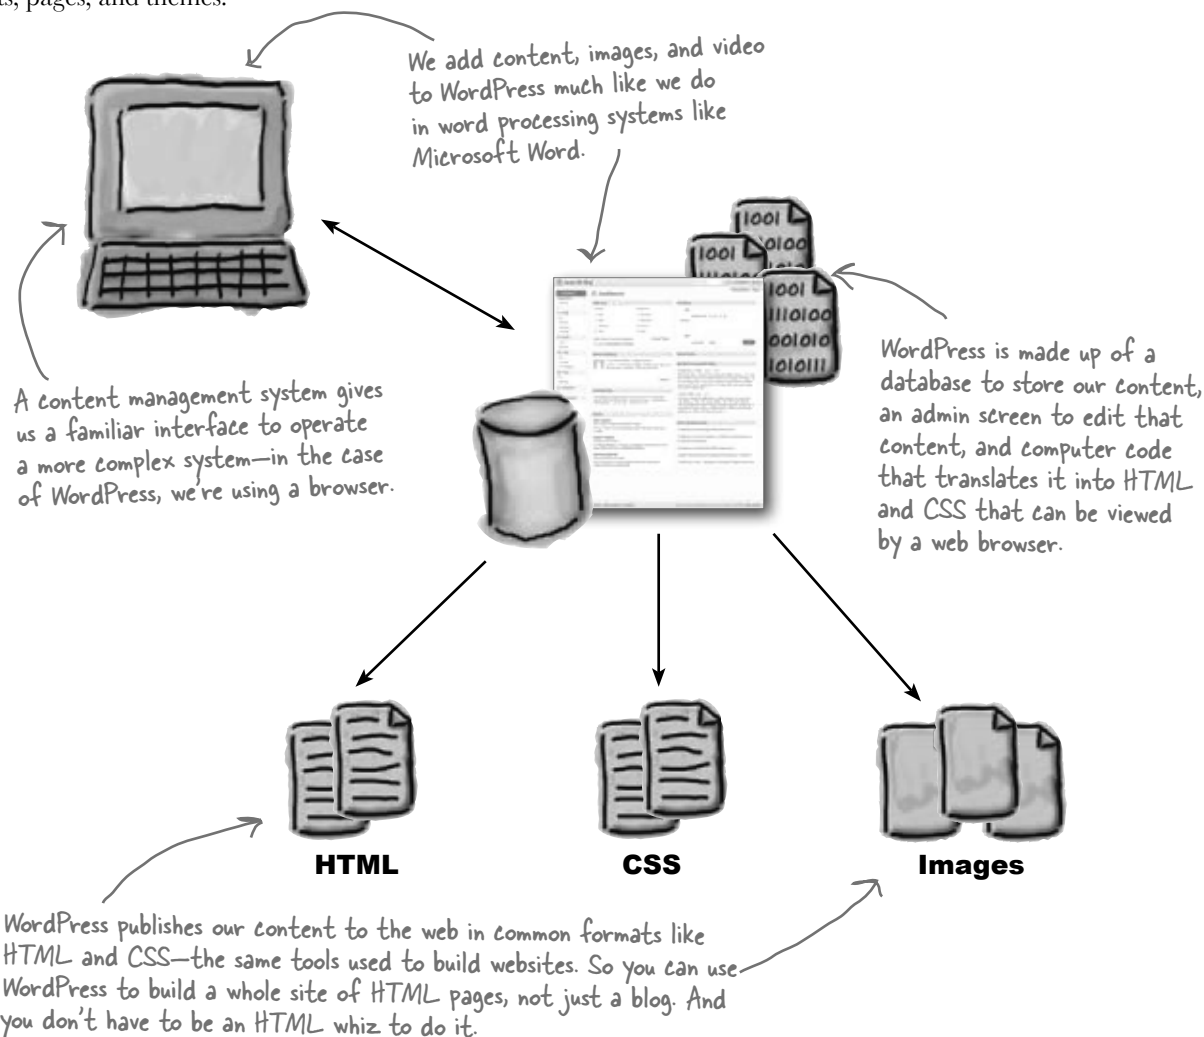 pages, and themes.
We add content, images, and video
to WordPress much like we do
in word processing systems like
Microsoft Word.
1001
0100
1001
1001
1110100
001010
1010111
WordPress is made up of a
database to store our content,
an admin screen to edit that
content, and computer code
that translates it into HTML
and CSS that can be viewed
by a web browser.
A content management system gives
us a familiar interface to operate
a more complex system—in the case
of WordPress, we're using a browser.
HTML
CSS
Images
WordPress publishes our content to the web in common formats like
HTML and CSS—the same tools used to build websites. So you can use
WordPress to build a whole site of HTML pages, not just a blog. And
you don't have to be an HTML whiz to do it.